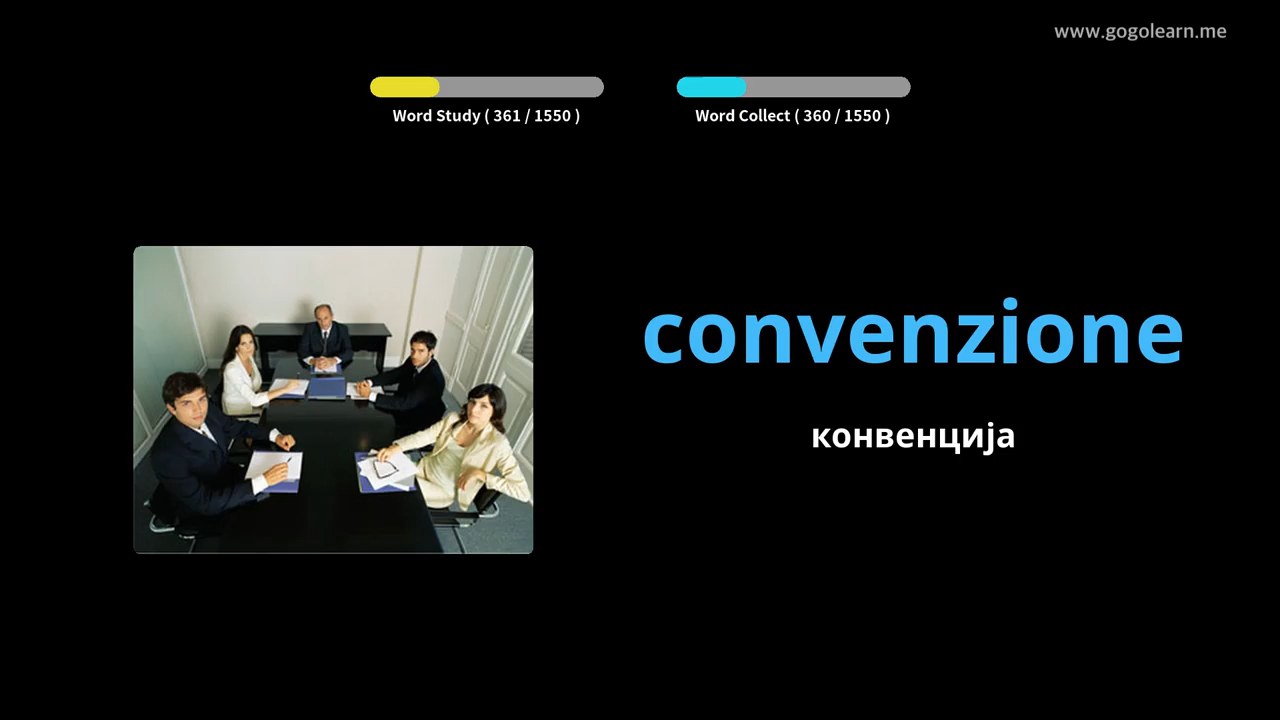 www.gogolearn.me
Word Study ( 361 / 1550 )
Word Collect ( 360 / 1550 )
convenzione
конвенција